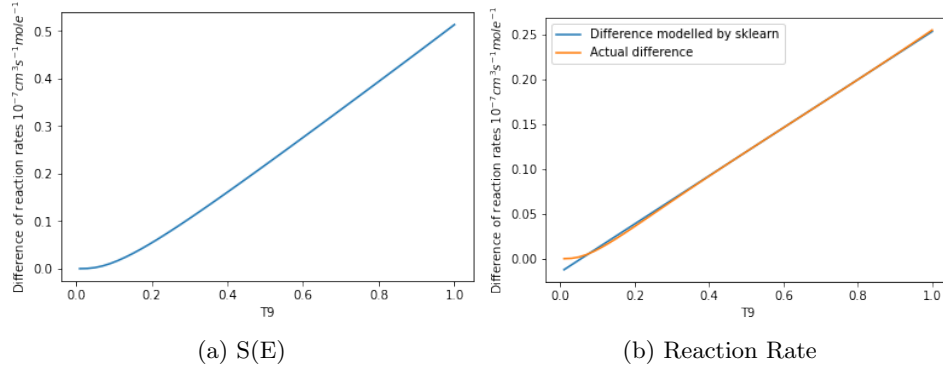 Difference of reaction rates 10⁻⁷cm³s⁻¹mole⁻¹
0.5
0.4
0.3
0.2
0.1
0.0
0.0 0.2 0.4 0.6 0.8 1.0
T9
(a) S(E)
Difference of reaction rates 10⁻⁷cm³s⁻¹mole⁻¹
0.25
0.20
0.15
0.10
0.05
0.00
Difference modelled by sklearn
Actual difference
0.0 0.2 0.4 0.6 0.8 1.0
T9
(b) Reaction Rate